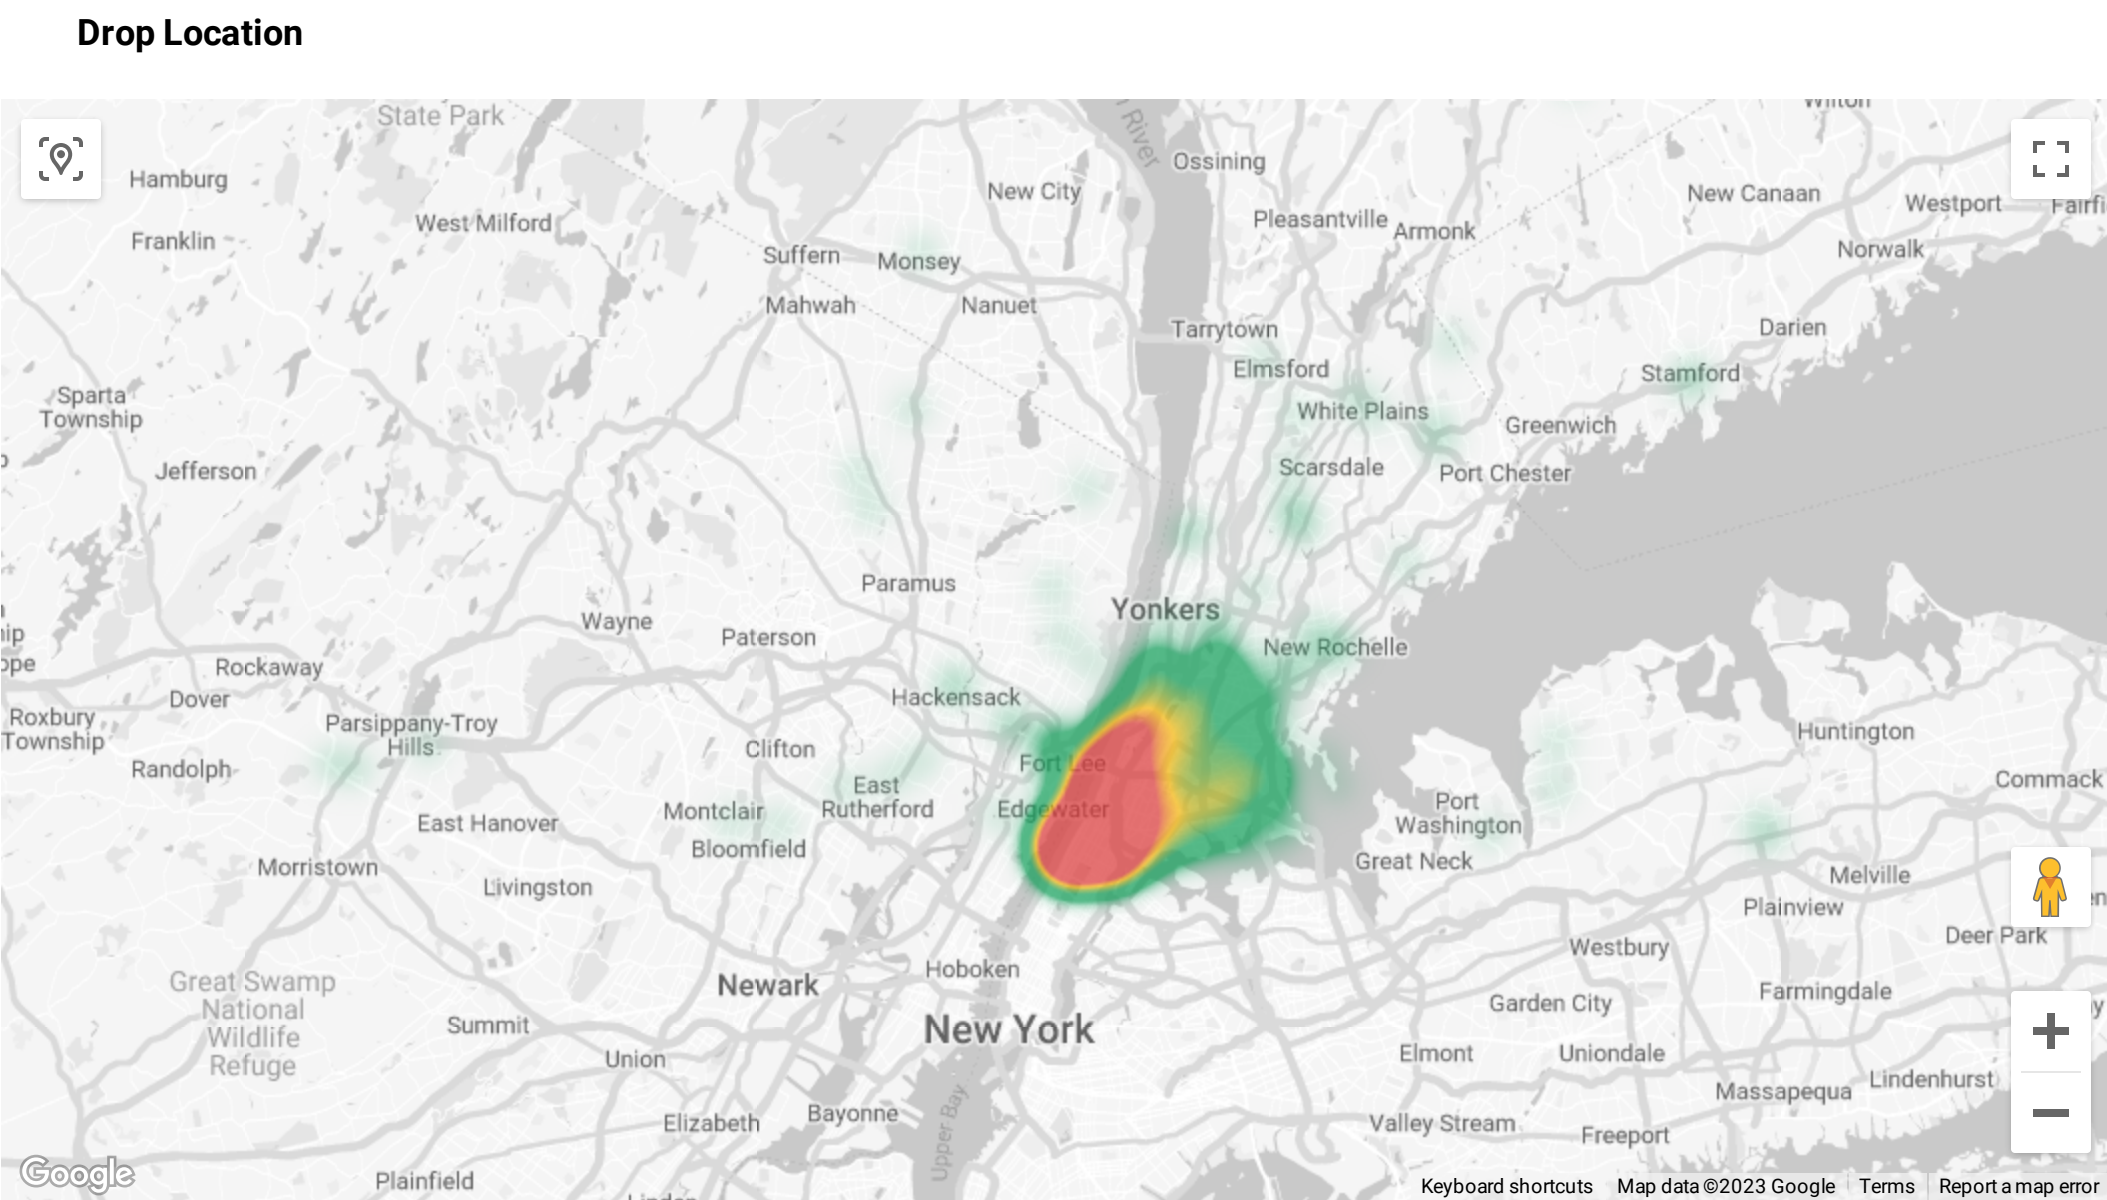 Drop Location
State Park
Wilton
River
Ossining
Hamburg
New City
New Canaan
Westport
Fairfi
West Milford
Pleasantville
Armonk
Franklin
Suffern
Monsey
Norwalk
Mahwah
Nanuet
Tarrytown
Darien
Elmsford
Stamford
Sparta
Township
White Plains
Greenwich
Jefferson
Scarsdale
Port Chester
Paramus
Yonkers
Wayne
Paterson
New Rochelle
Rockaway
Hackensack
Dover
Roxbury
Township
Parsippany-Troy
Hills
Huntington
Clifton
Fort Lee
Randolph
Commack
East
Rutherford
Edgewater
Montclair
Port
Washington
East Hanover
Bloomfield
Great Neck
Morristown
Livingston
Melville
Plainview
Westbury
Deer Park
Hoboken
Newark
Great Swamp
National
Wildlife
Refuge
Garden City
Farmingdale
Summit
New York
Union
Elmont
Uniondale
Massapequa
Lindenhurst
Upper Bay
Bayonne
Elizabeth
Valley Stream
Freeport
Plainfield
Google
Keyboard shortcuts
Map data ©2023 Google
Terms
Report a map error